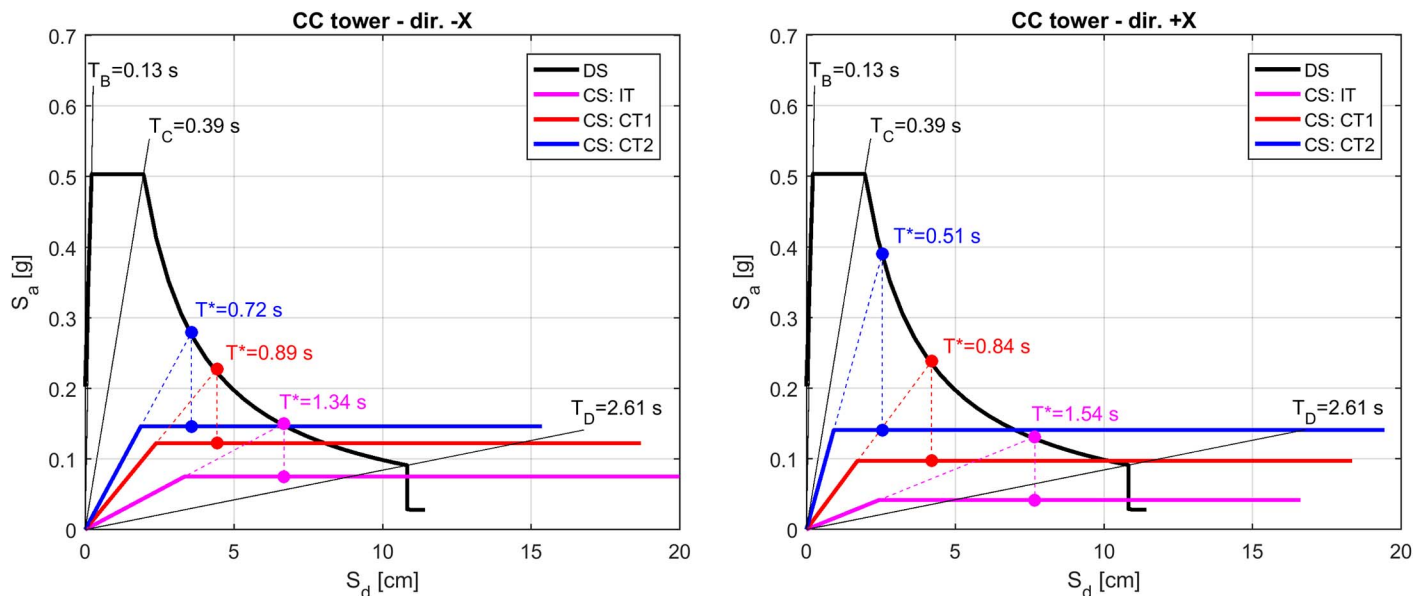 CC tower - dir. -X
0.7
0.6
0.5
0.4
0.3
0.2
0.1
0
S_a [g]
T_B=0.13 s
T_C=0.39 s
DS
CS: IT
CS: CT1
CS: CT2
T*=0.72 s
T*=0.89 s
T*=1.34 s
T_D=2.61 s
0
5
10
15
20
S_d [cm]
CC tower - dir. +X
0.7
0.6
0.5
0.4
0.3
0.2
0.1
0
S_a [g]
T_B=0.13 s
T_C=0.39 s
DS
CS: IT
CS: CT1
CS: CT2
T*=0.51 s
T*=0.84 s
T*=1.54 s
T_D=2.61 s
0
5
10
15
20
S_d [cm]